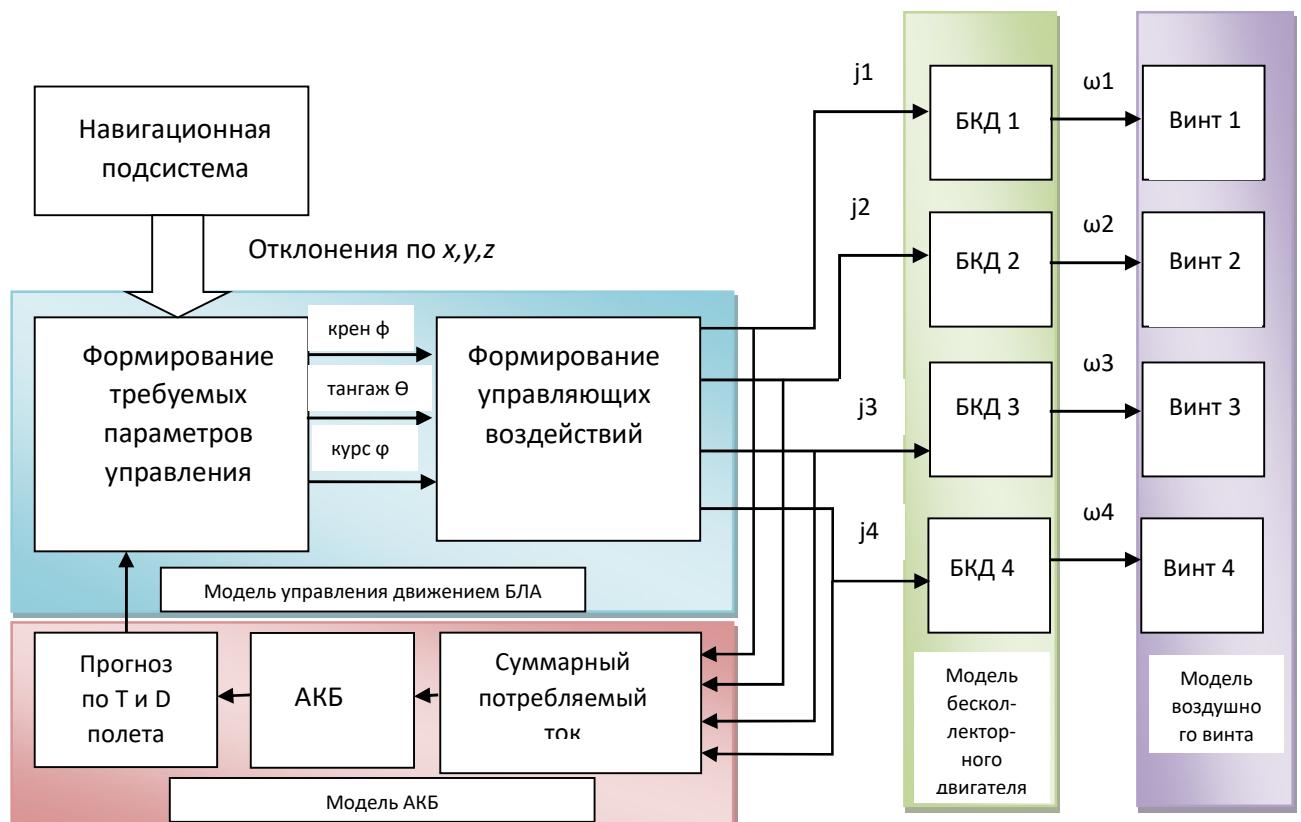 Навигационная
подсистема
Отклонения по x,y,z
Формирование
требуемых
параметров
управления
крен ф
тангаж Ө
курс φ
Формирование
управляющих
воздействий
Модель управления движением БЛА
Прогноз
по T и D
полета
АКБ
Суммарный
потребляемый
ток
Модель АКБ
j1
j2
j3
j4
БКД 1
БКД 2
БКД 3
БКД 4
Модель
бескол-
лектор-
ного
двигателя
ω1
ω2
ω3
ω4
Винт 1
Винт 2
Винт 3
Винт 4
Модель
воздушно
го винта